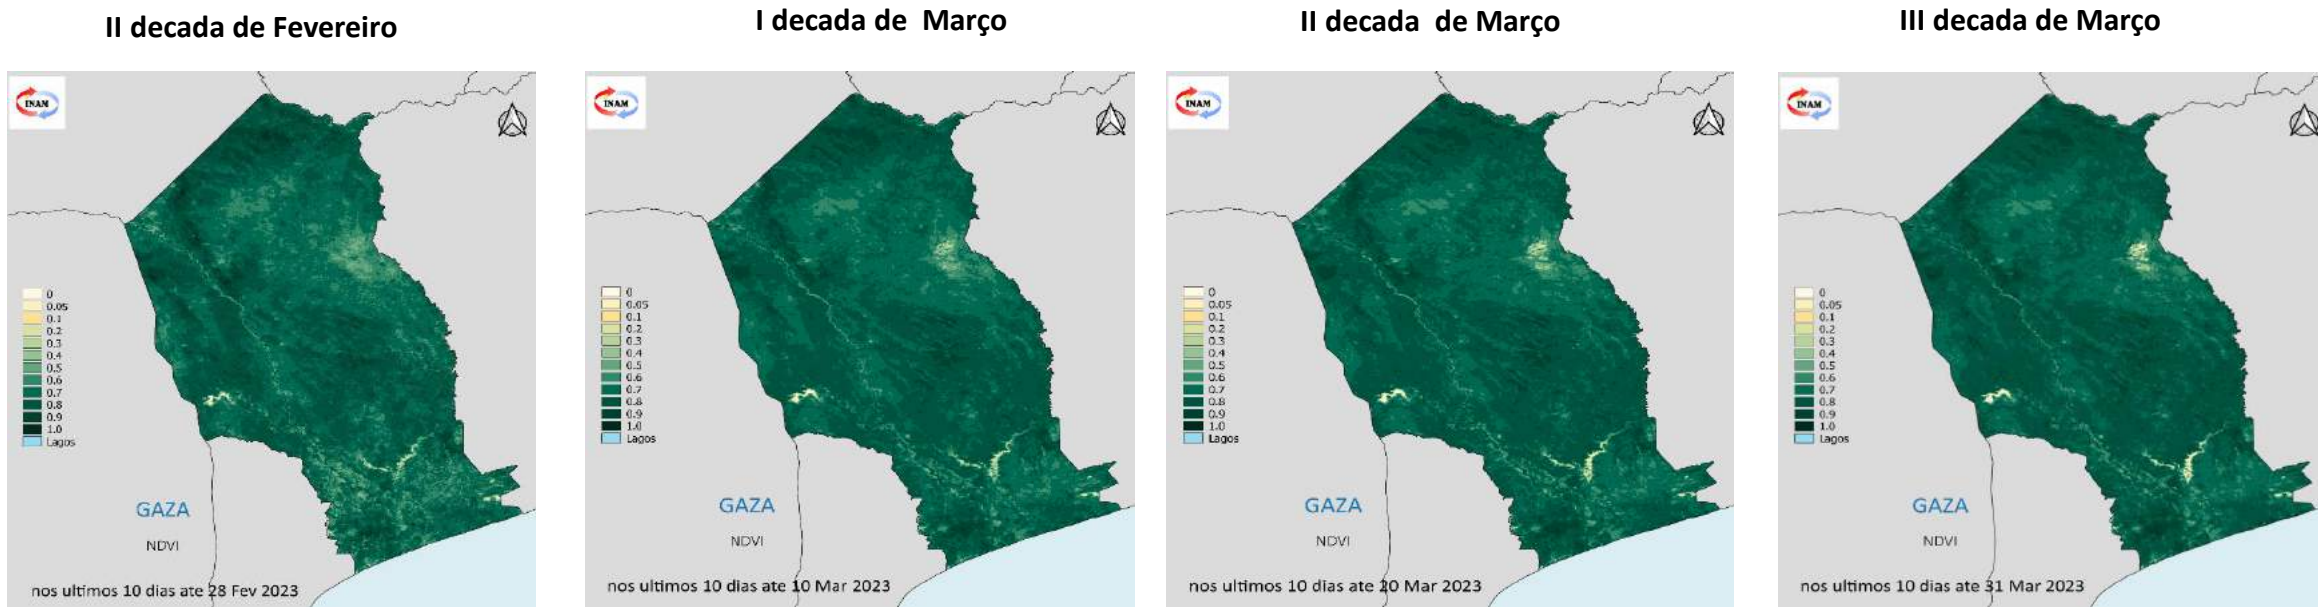 II decada de Fevereiro
INAM
0
0.05
0.1
0.2
0.3
0.4
0.5
0.6
0.7
0.8
0.9
1.0
Lagos
GAZA
NDVI
nos ultimos 10 dias ate 28 Fev 2023
I decada de Março
INAM
0
0.05
0.1
0.2
0.3
0.4
0.5
0.6
0.7
0.8
0.9
1.0
Lagos
GAZA
NDVI
nos ultimos 10 dias ate 10 Mar 2023
II decada de Março
INAM
0
0.05
0.1
0.2
0.3
0.4
0.5
0.6
0.7
0.8
0.9
1.0
Lagos
GAZA
NDVI
nos ultimos 10 dias ate 20 Mar 2023
III decada de Março
INAM
0
0.05
0.1
0.2
0.3
0.4
0.5
0.6
0.7
0.8
0.9
1.0
Lagos
GAZA
NDVI
nos ultimos 10 dias ate 31 Mar 2023